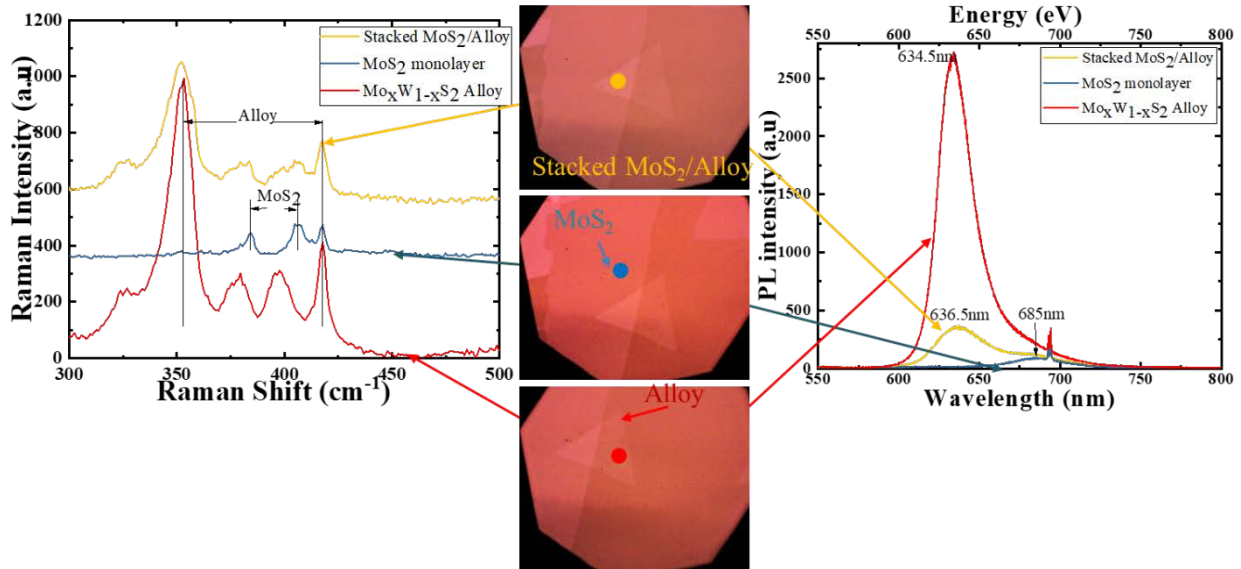 1200
1000
800
600
400
200
0
300
350
400
450
500
Raman Intensity (a.u)
Raman Shift (cm-1)
Stacked MoS2/Alloy
MoS2 monolayer
MoxW1-xS2 Alloy
Alloy
MoS2
Stacked MoS2/Alloy
MoS2
Alloy
Energy (eV)
550
600
650
700
750
800
634.5nm
Stacked MoS2/Alloy
MoS2 monolayer
MoxW1-xS2 Alloy
2500
2000
1500
1000
500
0
PL intensity (a.u)
636.5nm
685nm
550
600
650
700
750
800
Wavelength (nm)